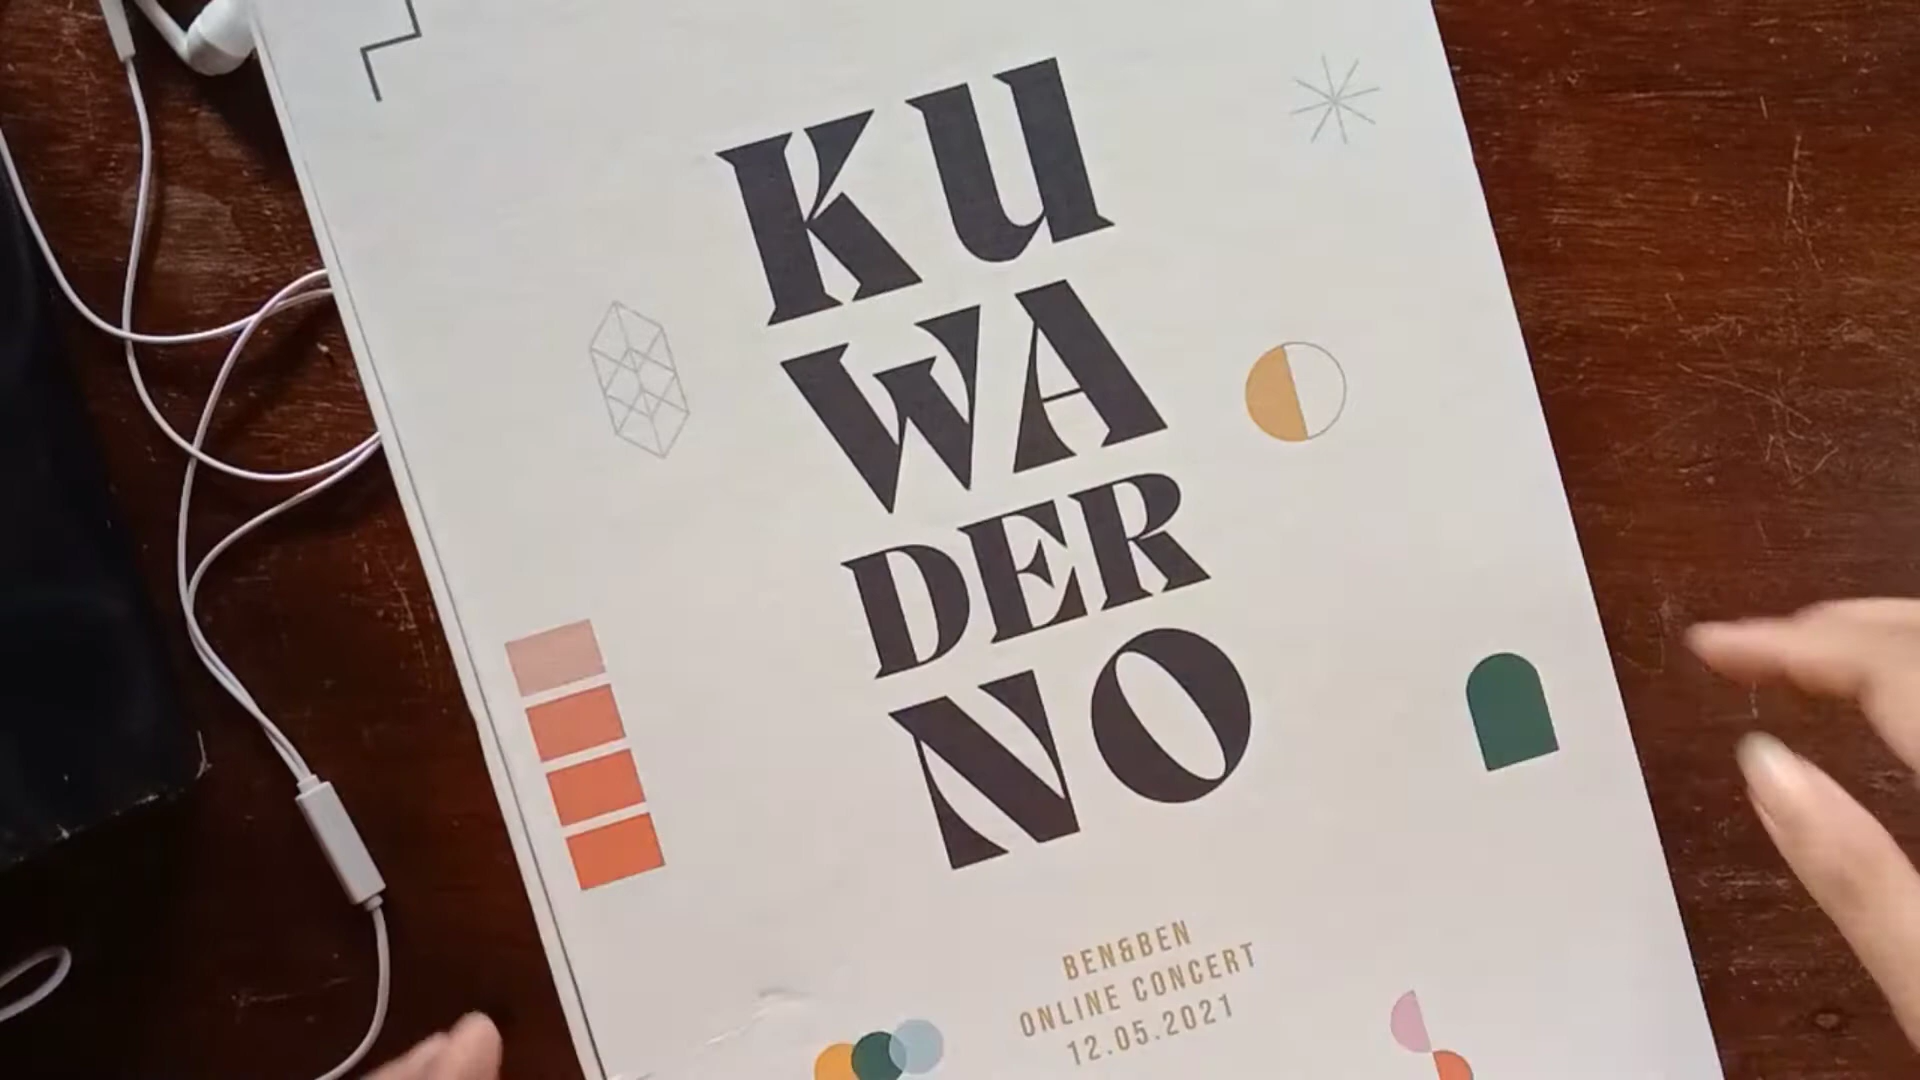 KU
WA
DER
NO
BEN&BEN
ONLINE CONCERT
12.05.2021